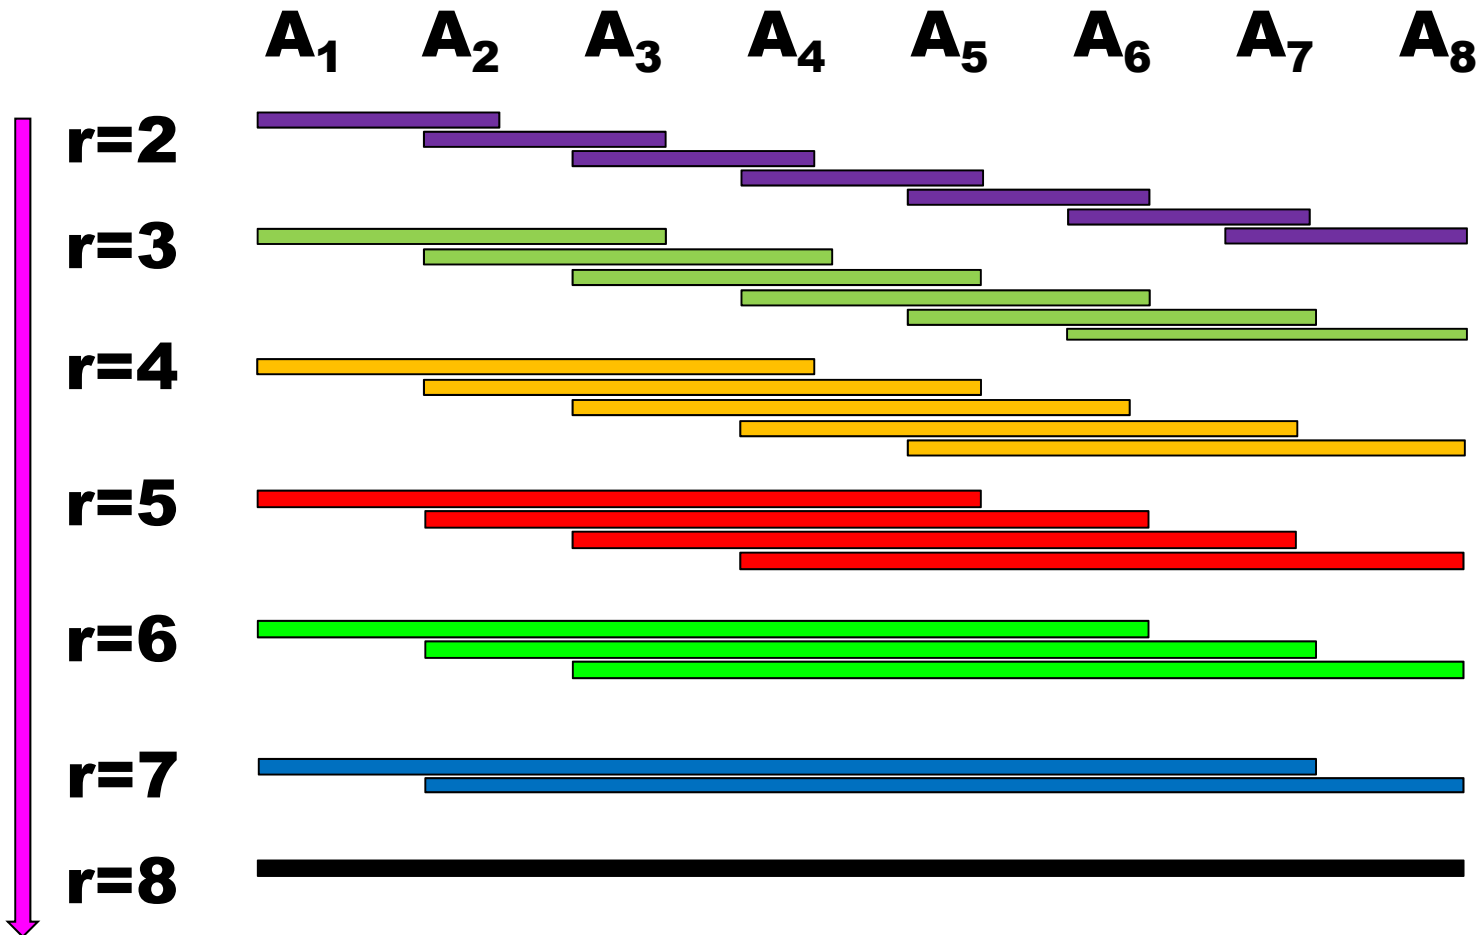 A₁ A₂ A₃ A₄ A₅ A₆ A₇ A₈
r=2
r=3
r=4
r=5
r=6
r=7
r=8